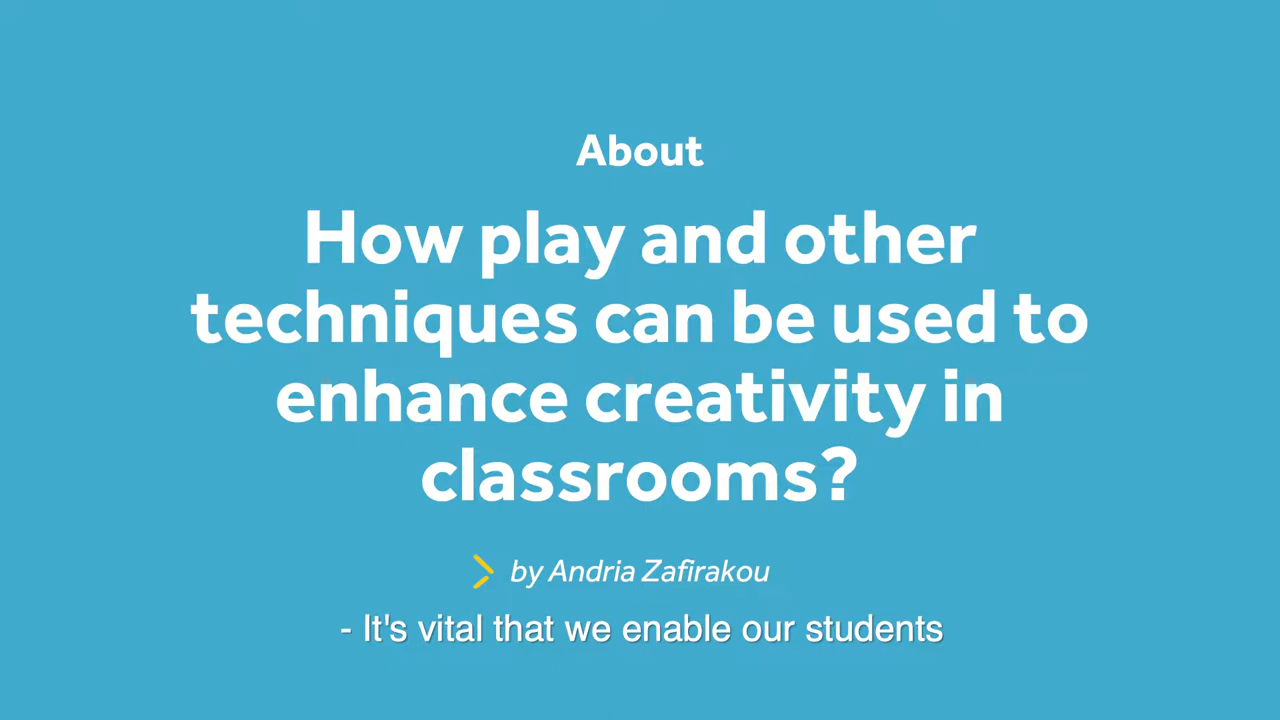 About
How play and other
techniques can be used to
enhance creativity in
classrooms?
by Andria Zafirakou
- It's vital that we enable our students